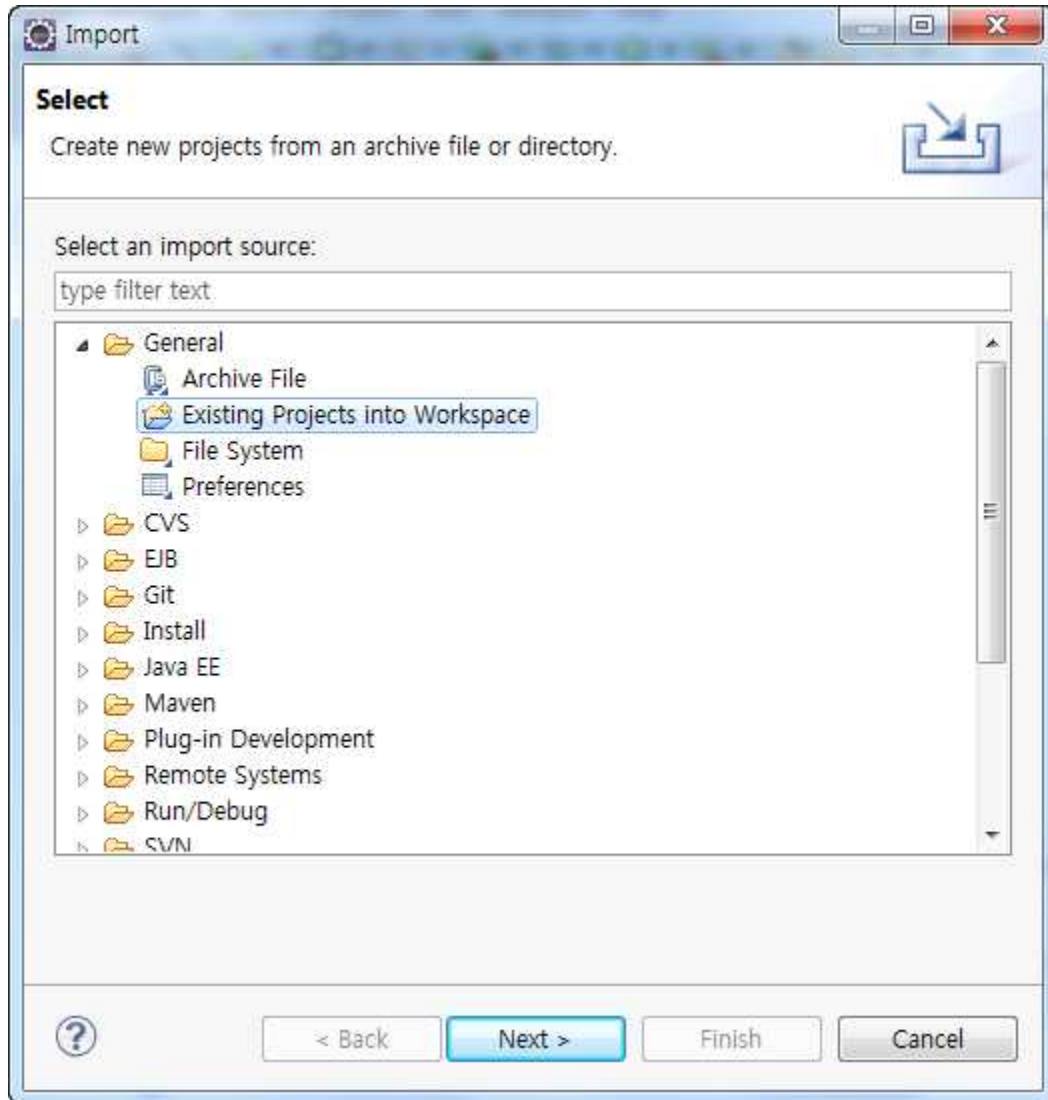 Import
Select
Create new projects from an archive file or directory.
Select an import source:
type filter text
General
Archive File
Existing Projects into Workspace
File System
Preferences
CVS
EJB
Git
Install
Java EE
Maven
Plug-in Development
Remote Systems
Run/Debug
SVN
< Back Next > Finish Cancel